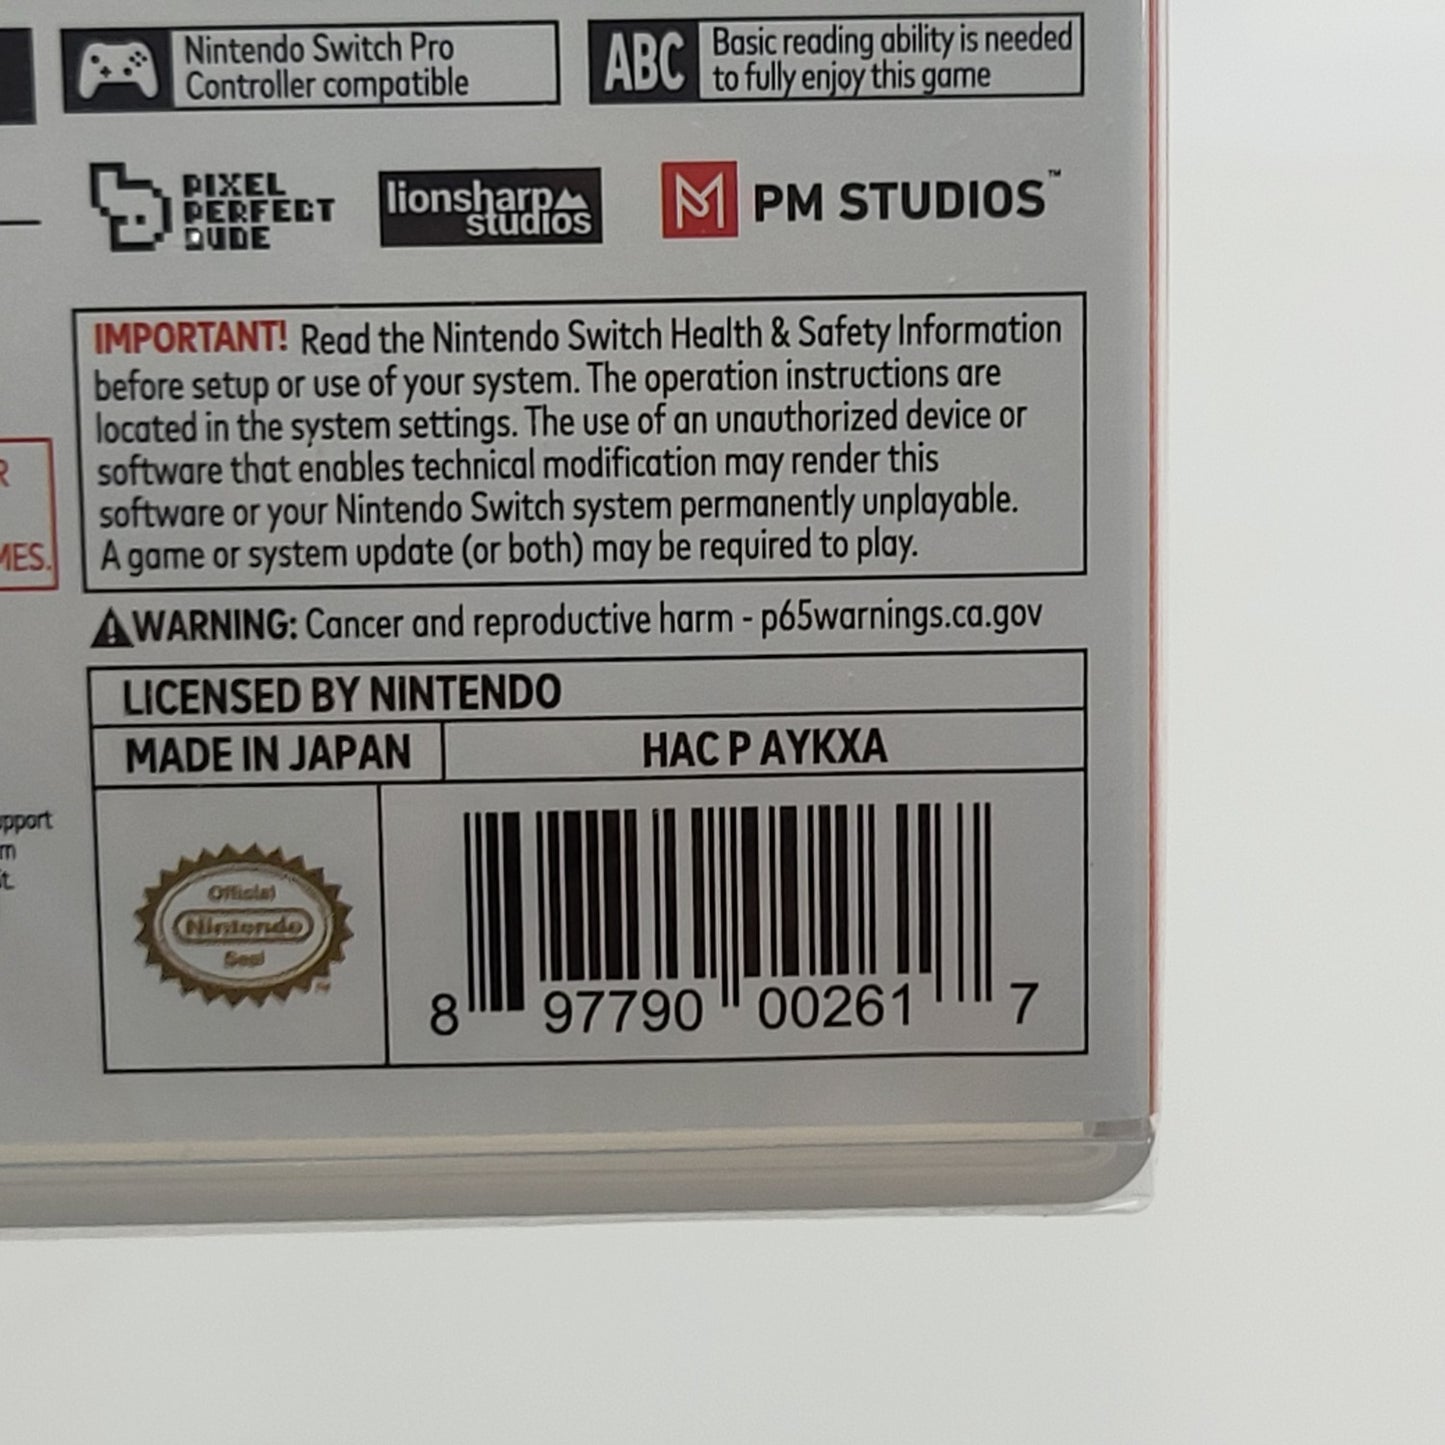 Nintendo Switch Pro
Controller compatible
ABC
Basic reading ability is needed
to fully enjoy this game
PIXEL
PERFECT
DUDE
lionsharp
studios
PM STUDIOS™
IMPORTANT! Read the Nintendo Switch Health & Safety Information
before setup or use of your system. The operation instructions are
located in the system settings. The use of an unauthorized device or
software that enables technical modification may render this
software or your Nintendo Switch system permanently unplayable.
A game or system update (or both) may be required to play.
R
MES.
WARNING: Cancer and reproductive harm - p65warnings.ca.gov
LICENSED BY NINTENDO
MADE IN JAPAN
HAC P AYKXA
pport
m
t.
Official
Nintendo
Seal
™
8 97790 00261 7